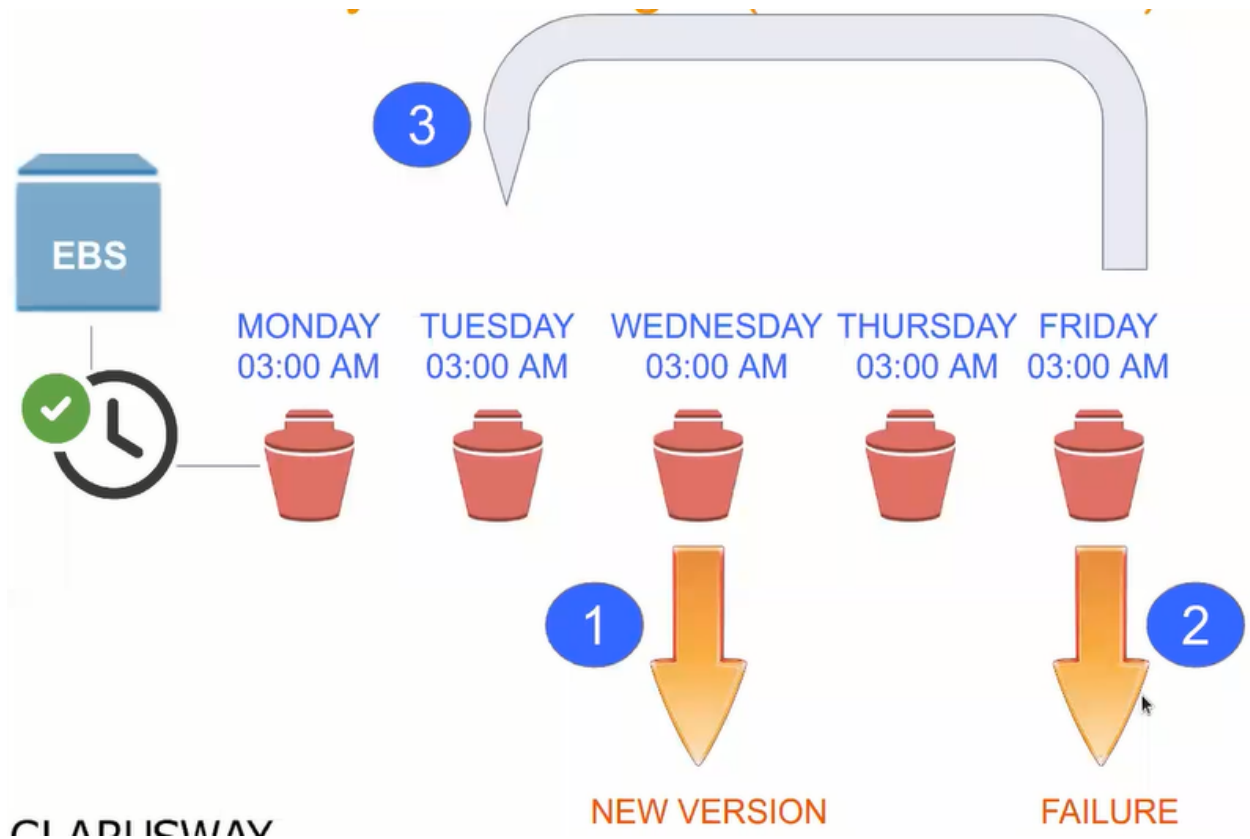 3
EBS
MONDAY TUESDAY WEDNESDAY THURSDAY FRIDAY
03:00 AM 03:00 AM 03:00 AM 03:00 AM 03:00 AM
1
2
NEW VERSION FAILURE
CLARUSWAY